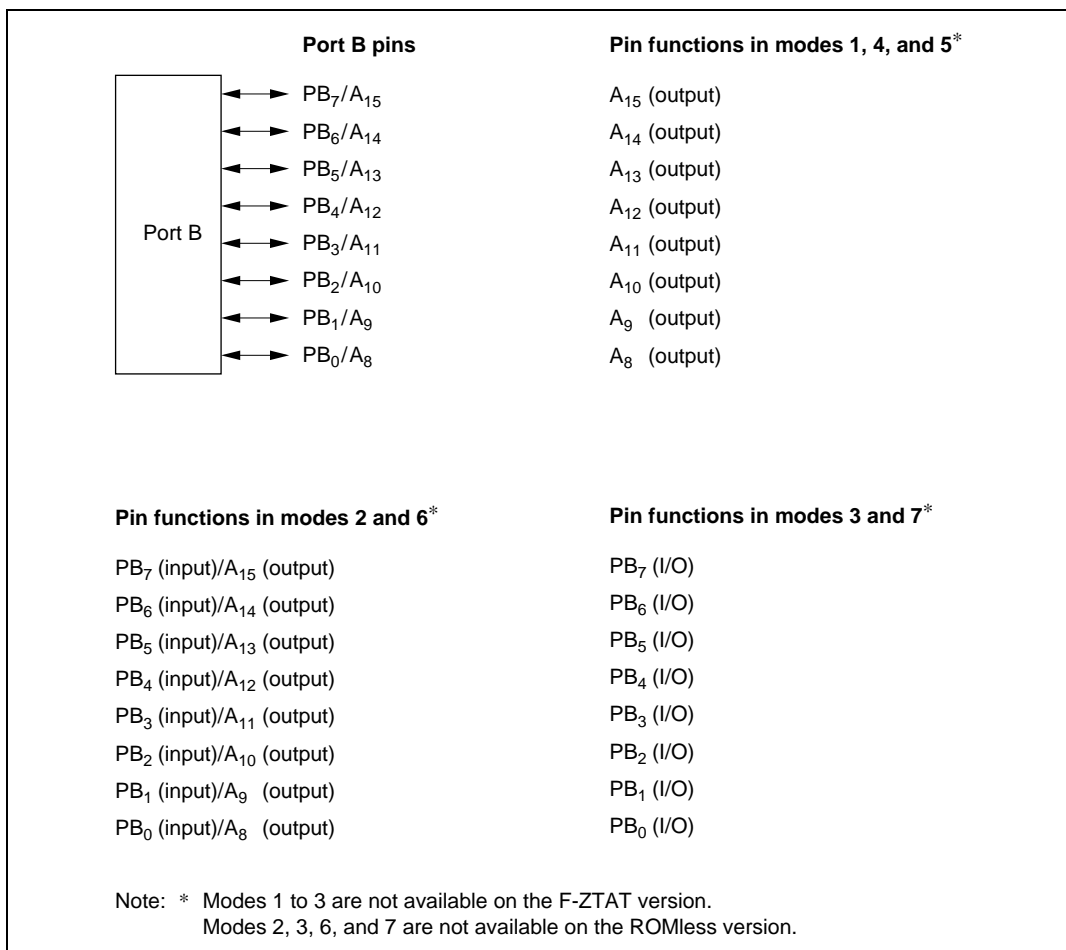 Port B pins Pin functions in modes 1, 4, and 5*
Port B
PB₇/A₁₅ A₁₅ (output)
PB₆/A₁₄ A₁₄ (output)
PB₅/A₁₃ A₁₃ (output)
PB₄/A₁₂ A₁₂ (output)
PB₃/A₁₁ A₁₁ (output)
PB₂/A₁₀ A₁₀ (output)
PB₁/A₉ A₉ (output)
PB₀/A₈ A₈ (output)
Pin functions in modes 2 and 6* Pin functions in modes 3 and 7*
PB₇ (input)/A₁₅ (output) PB₇ (I/O)
PB₆ (input)/A₁₄ (output) PB₆ (I/O)
PB₅ (input)/A₁₃ (output) PB₅ (I/O)
PB₄ (input)/A₁₂ (output) PB₄ (I/O)
PB₃ (input)/A₁₁ (output) PB₃ (I/O)
PB₂ (input)/A₁₀ (output) PB₂ (I/O)
PB₁ (input)/A₉ (output) PB₁ (I/O)
PB₀ (input)/A₈ (output) PB₀ (I/O)
Note: * Modes 1 to 3 are not available on the F-ZTAT version.
Modes 2, 3, 6, and 7 are not available on the ROMless version.